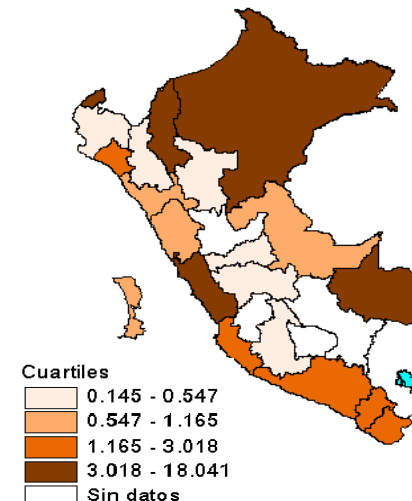 Cuartiles
0.145 - 0.547
0.547 - 1.165
1.165 - 3.018
3.018 - 18.041
Sin datos